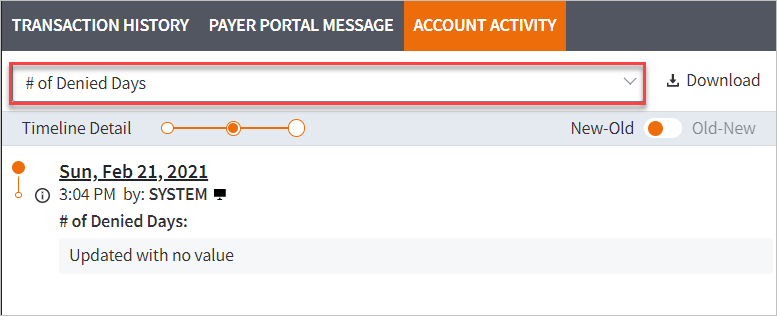 TRANSACTION HISTORY PAYER PORTAL MESSAGE ACCOUNT ACTIVITY
# of Denied Days Download
Timeline Detail New-Old Old-New
Sun, Feb 21, 2021
3:04 PM by: SYSTEM
# of Denied Days:
Updated with no value